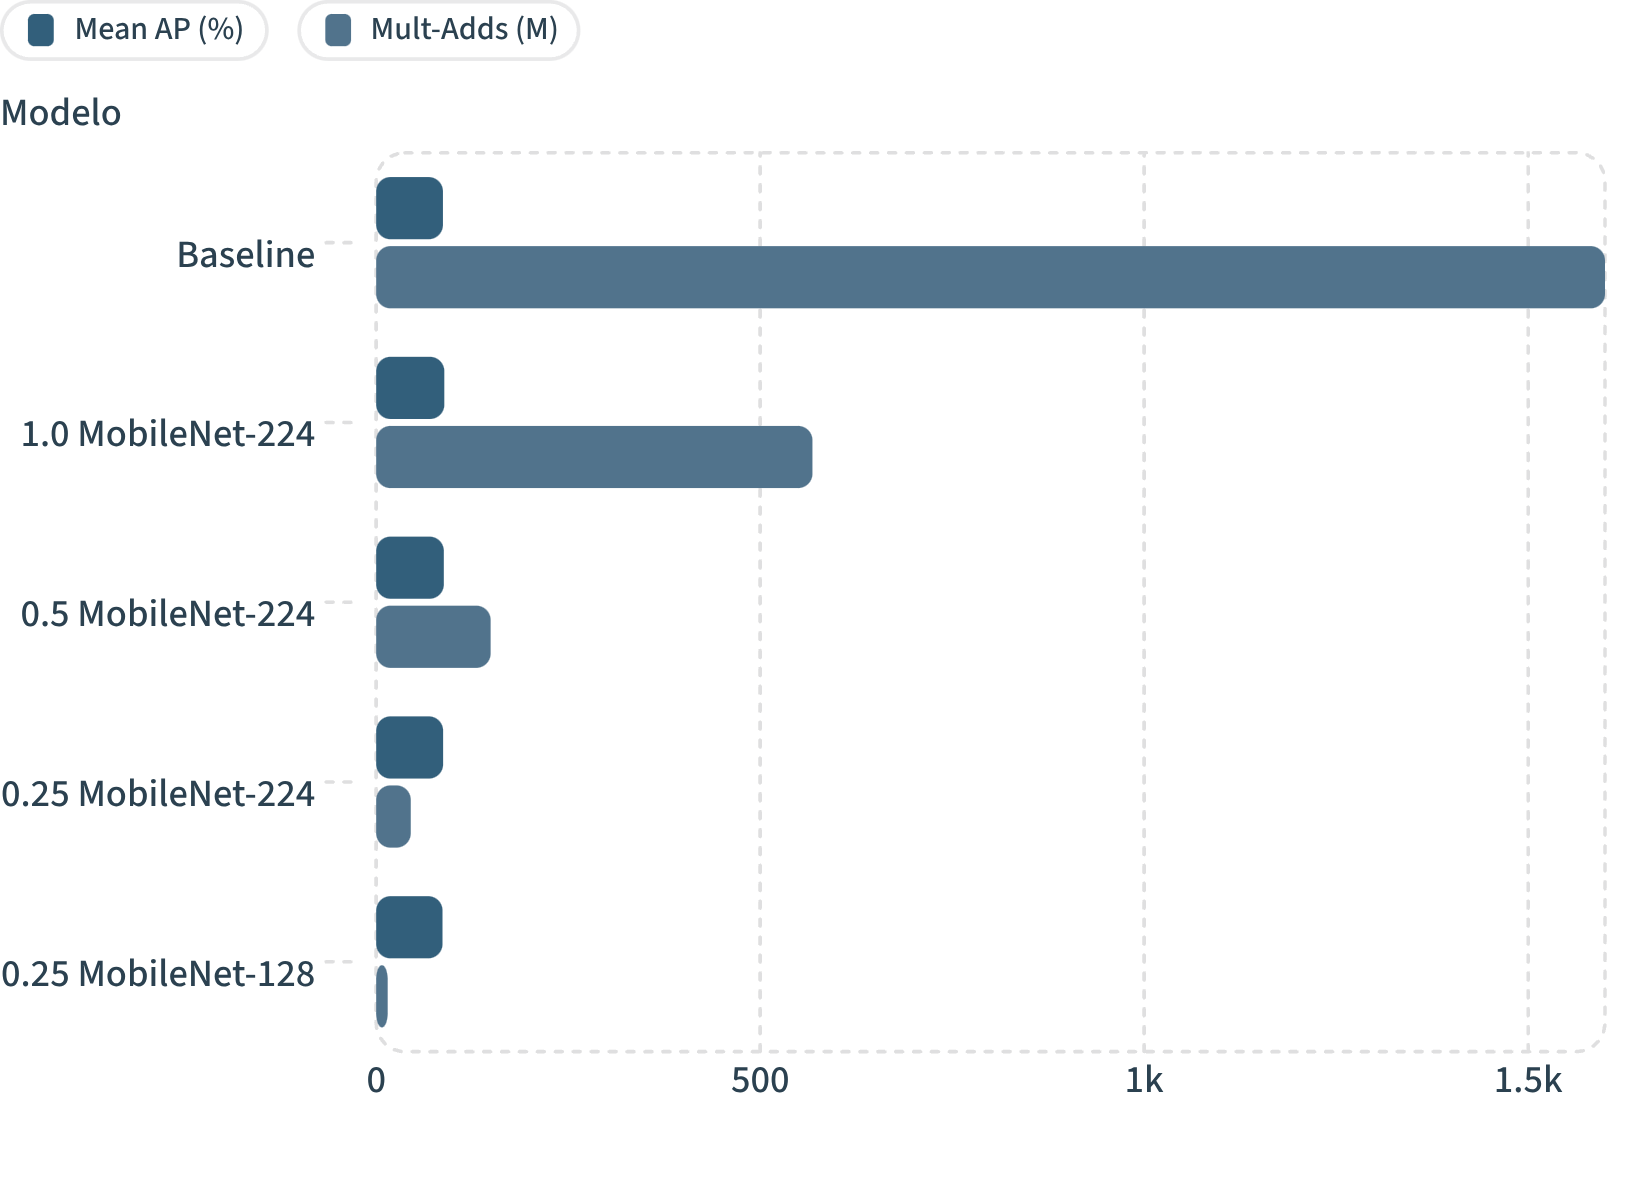 Mean AP (%)
Mult-Adds (M)
Modelo
Baseline
1.0 MobileNet-224
0.5 MobileNet-224
0.25 MobileNet-224
0.25 MobileNet-128
0 500 1k 1.5k